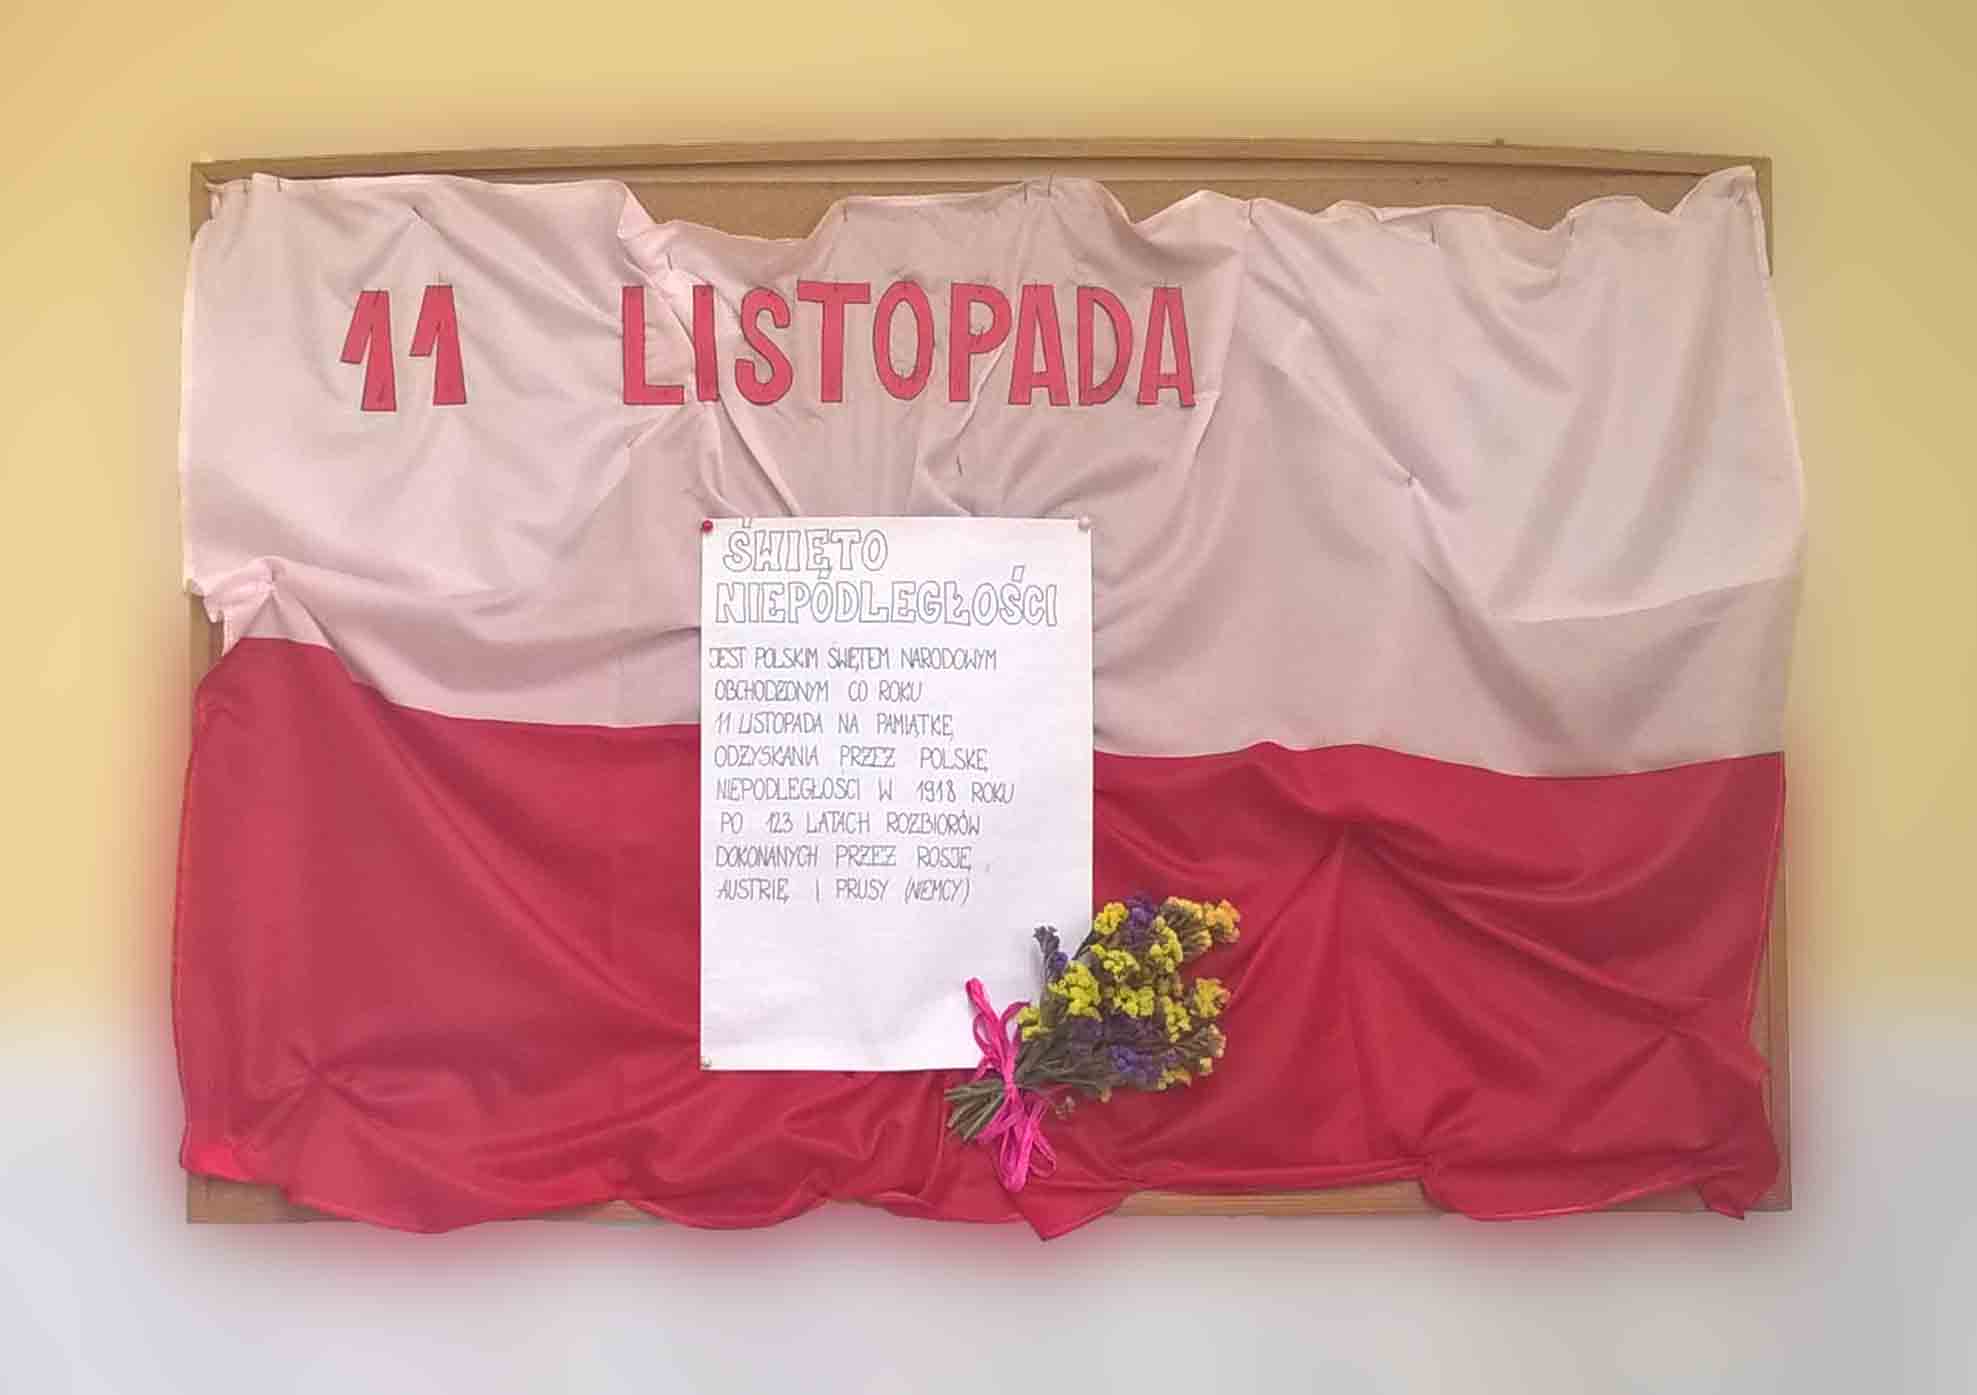 11 LISTOPADA
ŚWIĘTO
NIEPÓDLEGŁOŚCI
JEST POLSKIM ŚWIĘTEM NARODOWYM
OBCHODZONYM CO ROKU
11 LISTOPADA NA PAMIĄTKĘ
ODZYSKANIA PRZEZ POLSKĘ
NIEPODLEGŁOŚCI W 1918 ROKU
PO 123 LATACH ROZBIORÓW
DOKONANYCH PRZEZ ROSJĘ,
AUSTRIĘ I PRUSY (NIEMCY)